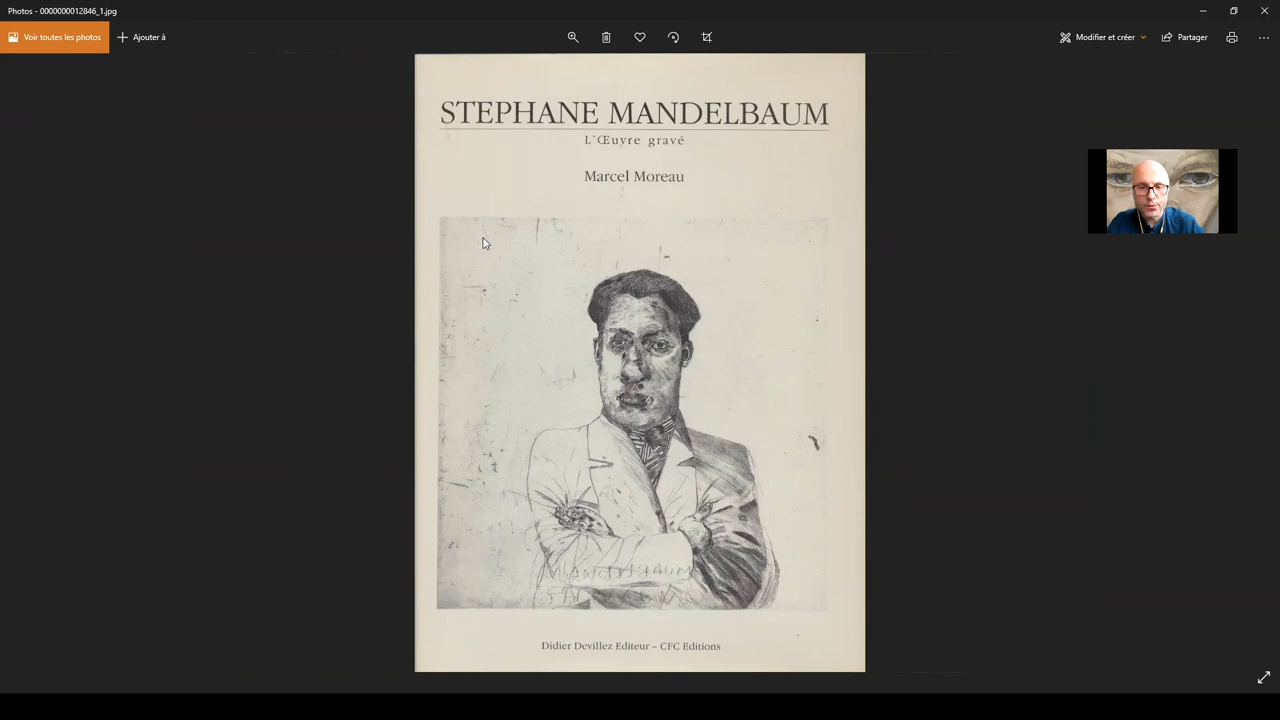 Photos - 0000000012846_1.jpg
Voir toutes les photos
Ajouter à
Modifier et créer
Partager
STEPHANE MANDELBAUM
L'Œuvre gravé
Marcel Moreau
Didier Devillez Editeur – CFC Editions